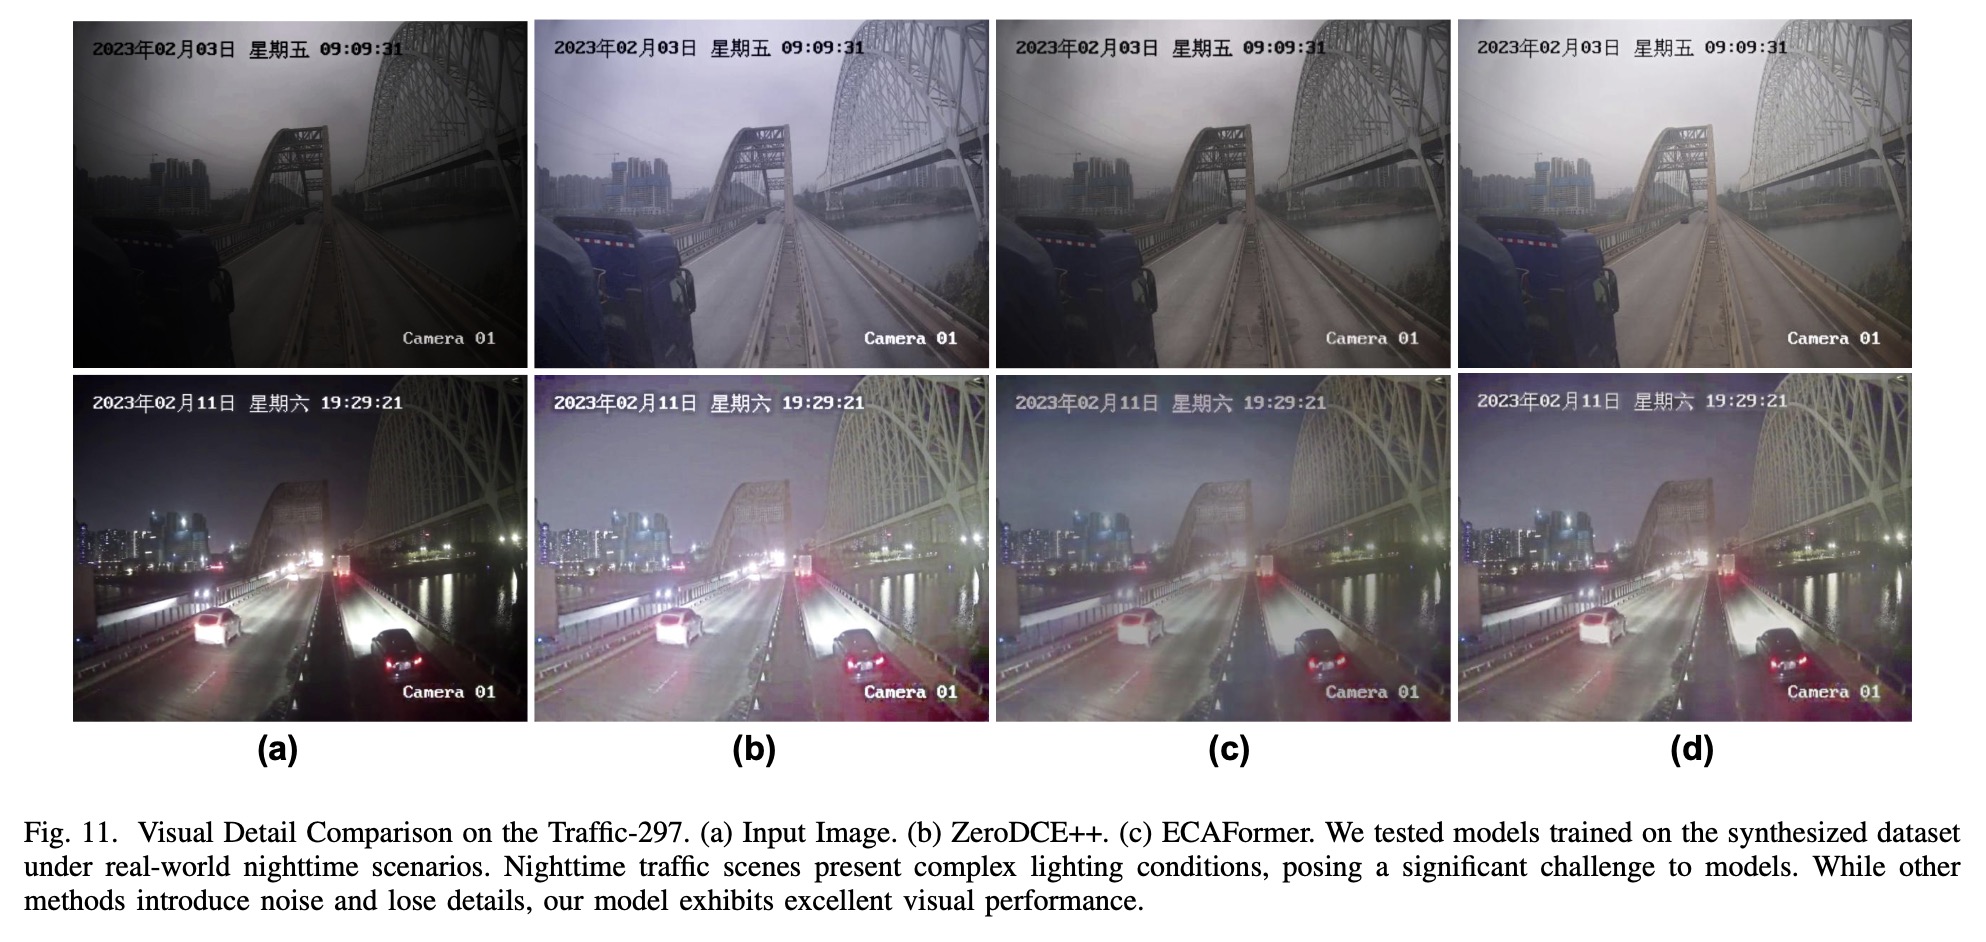 2023年02月03日 星期五 09:09:31
2023年02月03日 星期五 09:09:31
2023年02月03日 星期五 09:09:31
2023年02月03日 星期五 09:09:31
Camera 01
Camera 01
Camera 01
Camera 01
2023年02月11日 星期六 19:29:21
2023年02月11日 星期六 19:29:21
2023年02月11日 星期六 19:29:21
2023年02月11日 星期六 19:29:21
Camera 01
Camera 01
Camera 01
Camera 01
(a)
(b)
(c)
(d)
Fig. 11. Visual Detail Comparison on the Traffic-297. (a) Input Image. (b) ZeroDCE++. (c) ECAFormer. We tested models trained on the synthesized dataset
under real-world nighttime scenarios. Nighttime traffic scenes present complex lighting conditions, posing a significant challenge to models. While other
methods introduce noise and lose details, our model exhibits excellent visual performance.